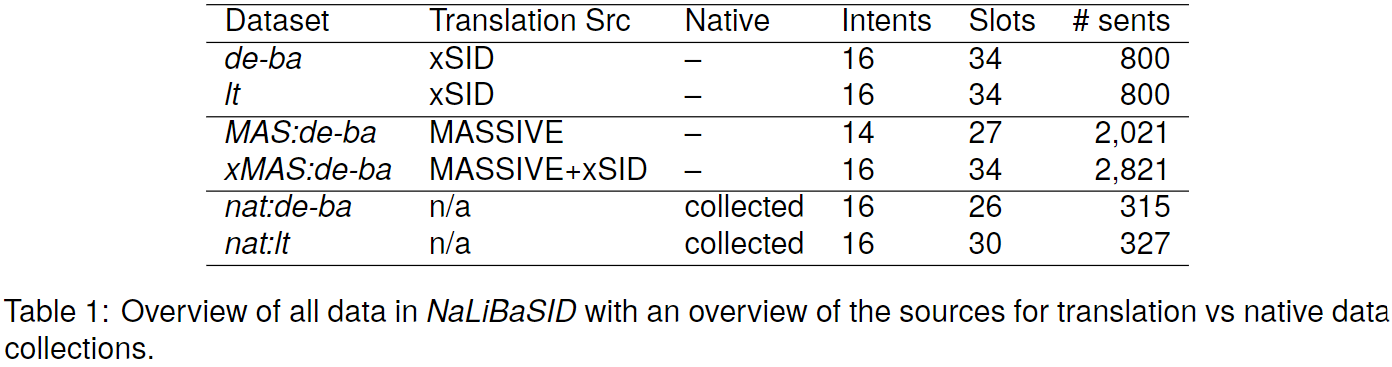 Dataset Translation Src Native Intents Slots # sents
de-ba xSID – 16 34 800
lt xSID – 16 34 800
MAS:de-ba MASSIVE – 14 27 2,021
xMAS:de-ba MASSIVE+xSID – 16 34 2,821
nat:de-ba n/a collected 16 26 315
nat:lt n/a collected 16 30 327
Table 1: Overview of all data in NaLiBaSID with an overview of the sources for translation vs native data
collections.